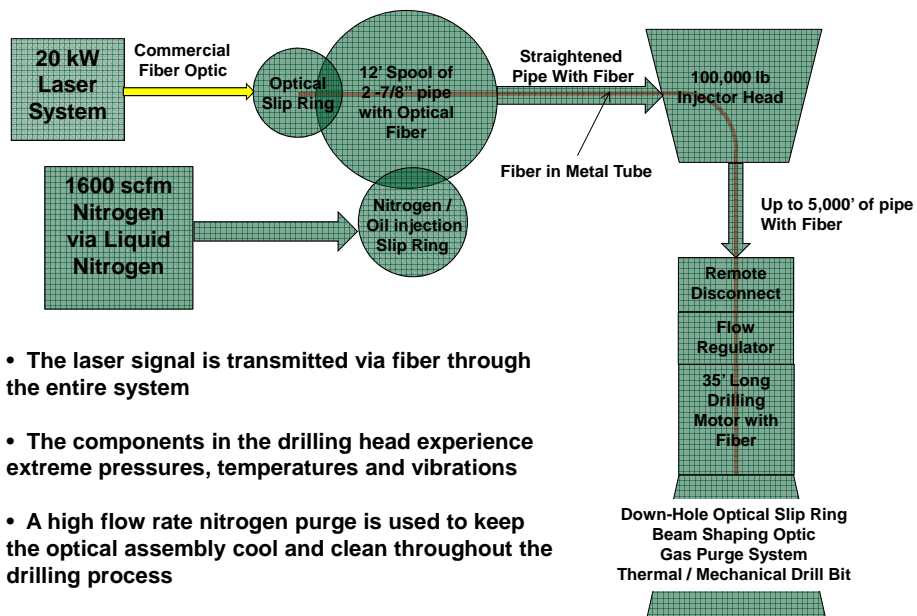 20 kW
Laser
System
Commercial
Fiber Optic
Optical
Slip Ring
12’ Spool of
2 -7/8” pipe
with Optical
Fiber
Straightened
Pipe With Fiber
100,000 lb
Injector Head
Fiber in Metal Tube
1600 scfm
Nitrogen
via Liquid
Nitrogen
Nitrogen /
Oil injection
Slip Ring
Up to 5,000’ of pipe
With Fiber
Remote
Disconnect
Flow
Regulator
35’ Long
Drilling
Motor with
Fiber
Down-Hole Optical Slip Ring
Beam Shaping Optic
Gas Purge System
Thermal / Mechanical Drill Bit
• The laser signal is transmitted via fiber through
the entire system
• The components in the drilling head experience
extreme pressures, temperatures and vibrations
• A high flow rate nitrogen purge is used to keep
the optical assembly cool and clean throughout the
drilling process